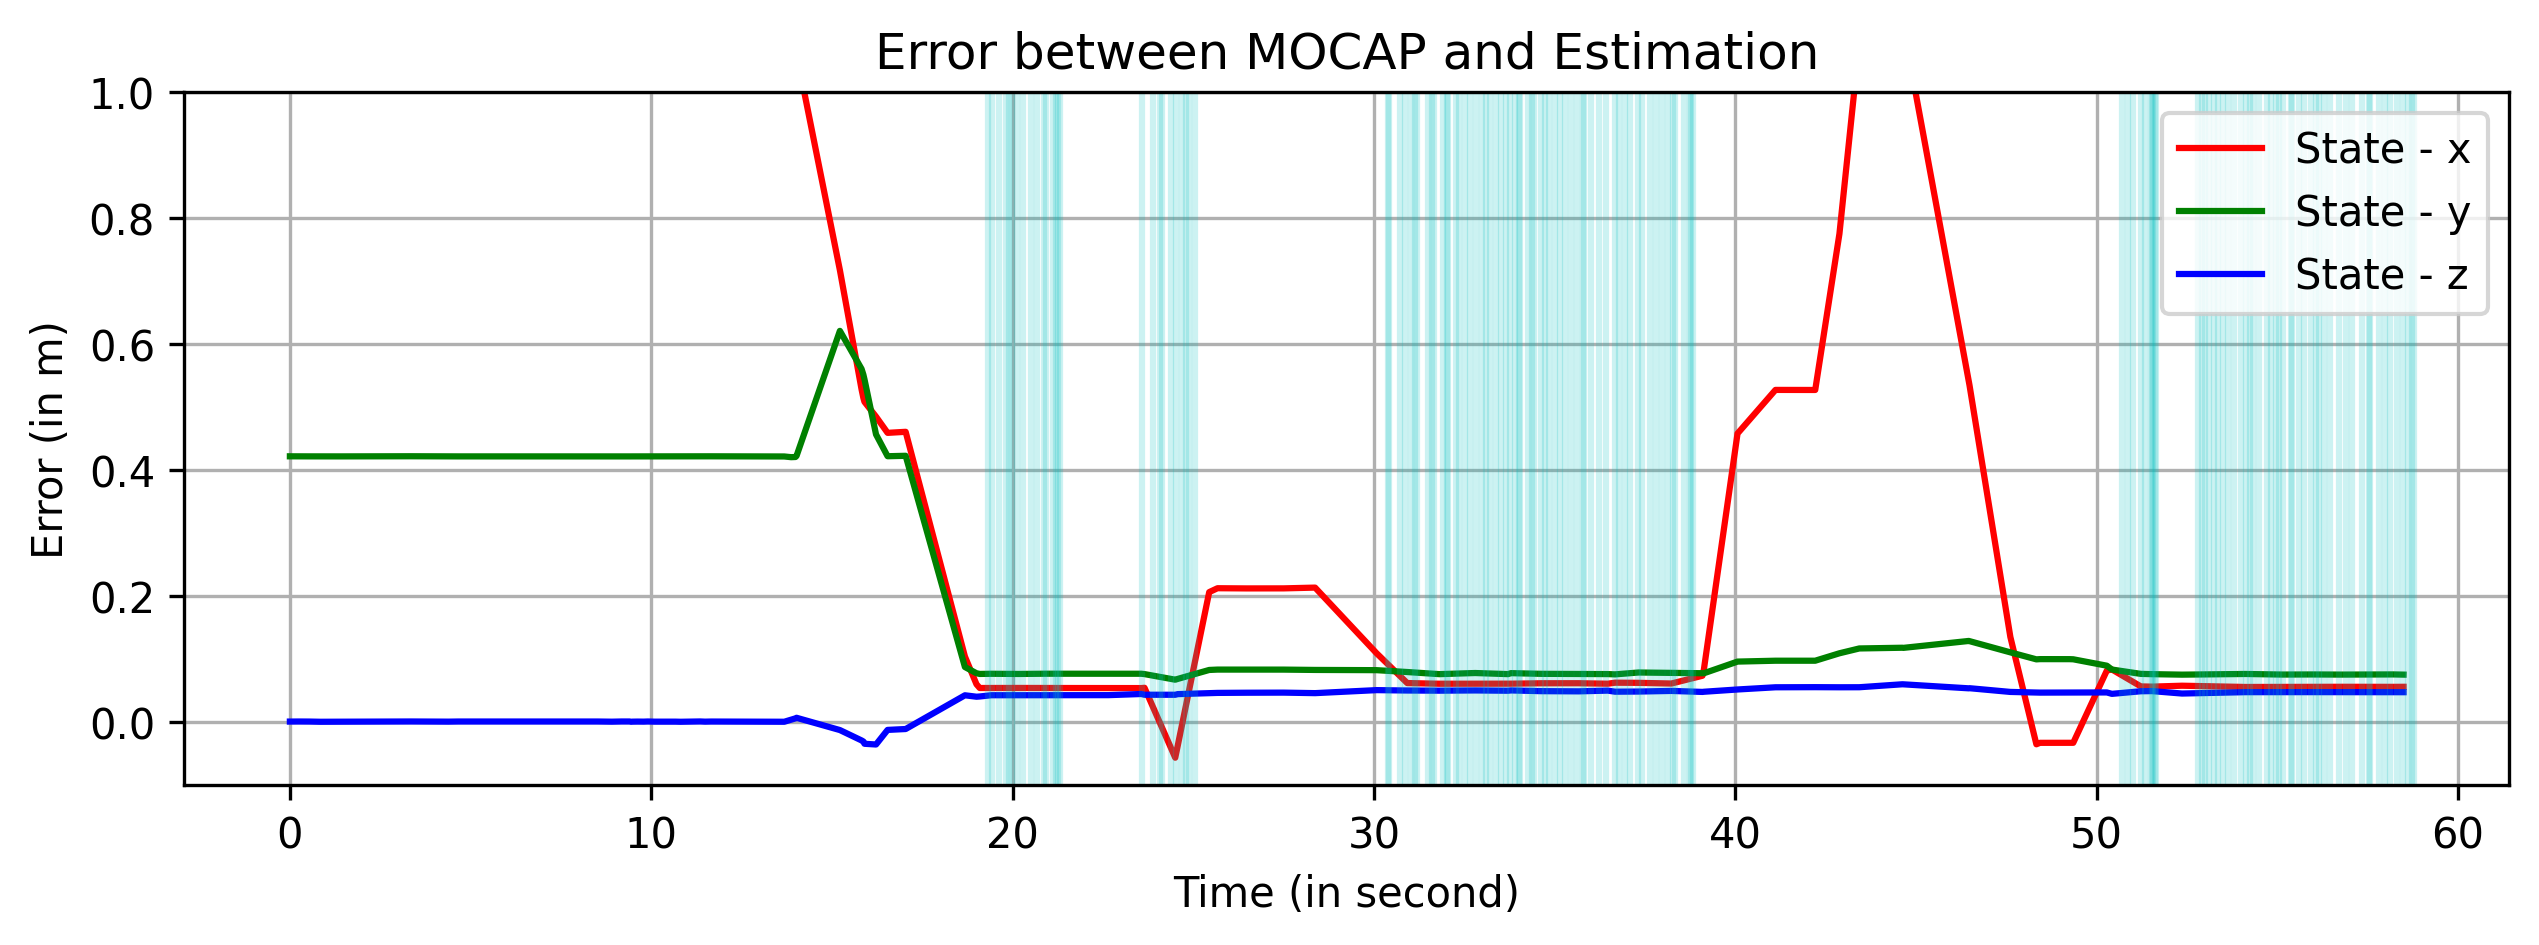 Error between MOCAP and Estimation
1.0
0.8
0.6
0.4
0.2
0.0
Error (in m)
State - x
State - y
State - z
0 10 20 30 40 50 60
Time (in second)